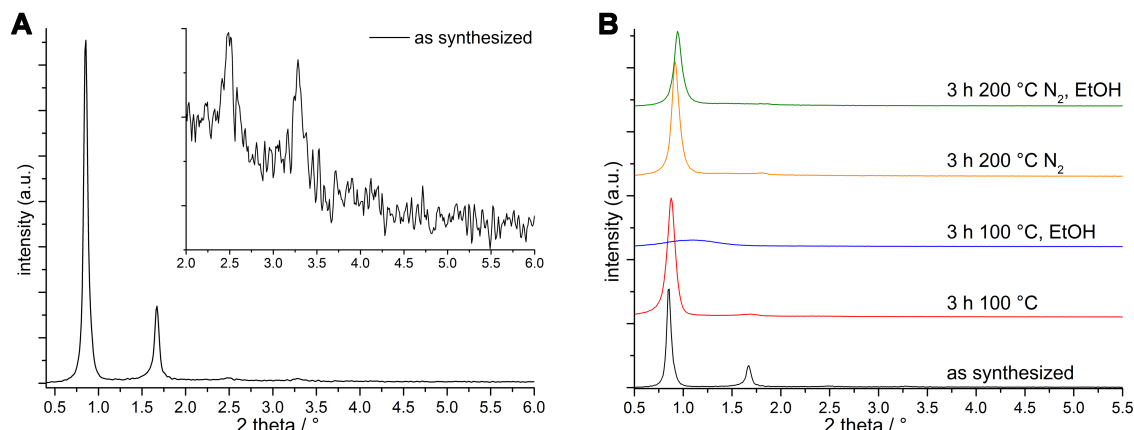 A
as synthesized
intensity (a.u.)
2.0 2.5 3.0 3.5 4.0 4.5 5.0 5.5 6.0
0.5 1.0 1.5 2.0 2.5 3.0 3.5 4.0 4.5 5.0 5.5 6.0
2 theta / °
B
3 h 200 °C N₂, EtOH
3 h 200 °C N₂
3 h 100 °C, EtOH
3 h 100 °C
as synthesized
intensity (a.u.)
0.5 1.0 1.5 2.0 2.5 3.0 3.5 4.0 4.5 5.0 5.5
2 theta / °